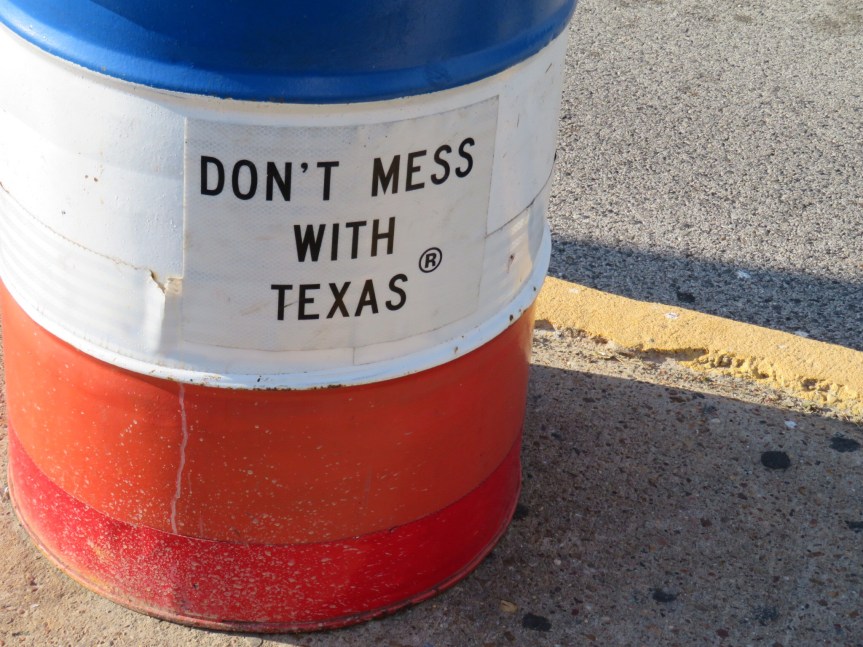 DON'T MESS
WITH
TEXAS ®